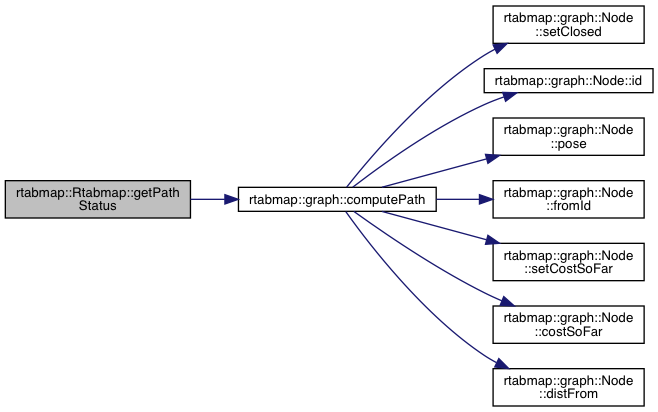 rtabmap::graph::Node
::setClosed
rtabmap::graph::Node::id
rtabmap::graph::Node
::pose
rtabmap::Rtabmap::getPath
Status
rtabmap::graph::computePath
rtabmap::graph::Node
::fromId
rtabmap::graph::Node
::setCostSoFar
rtabmap::graph::Node
::costSoFar
rtabmap::graph::Node
::distFrom